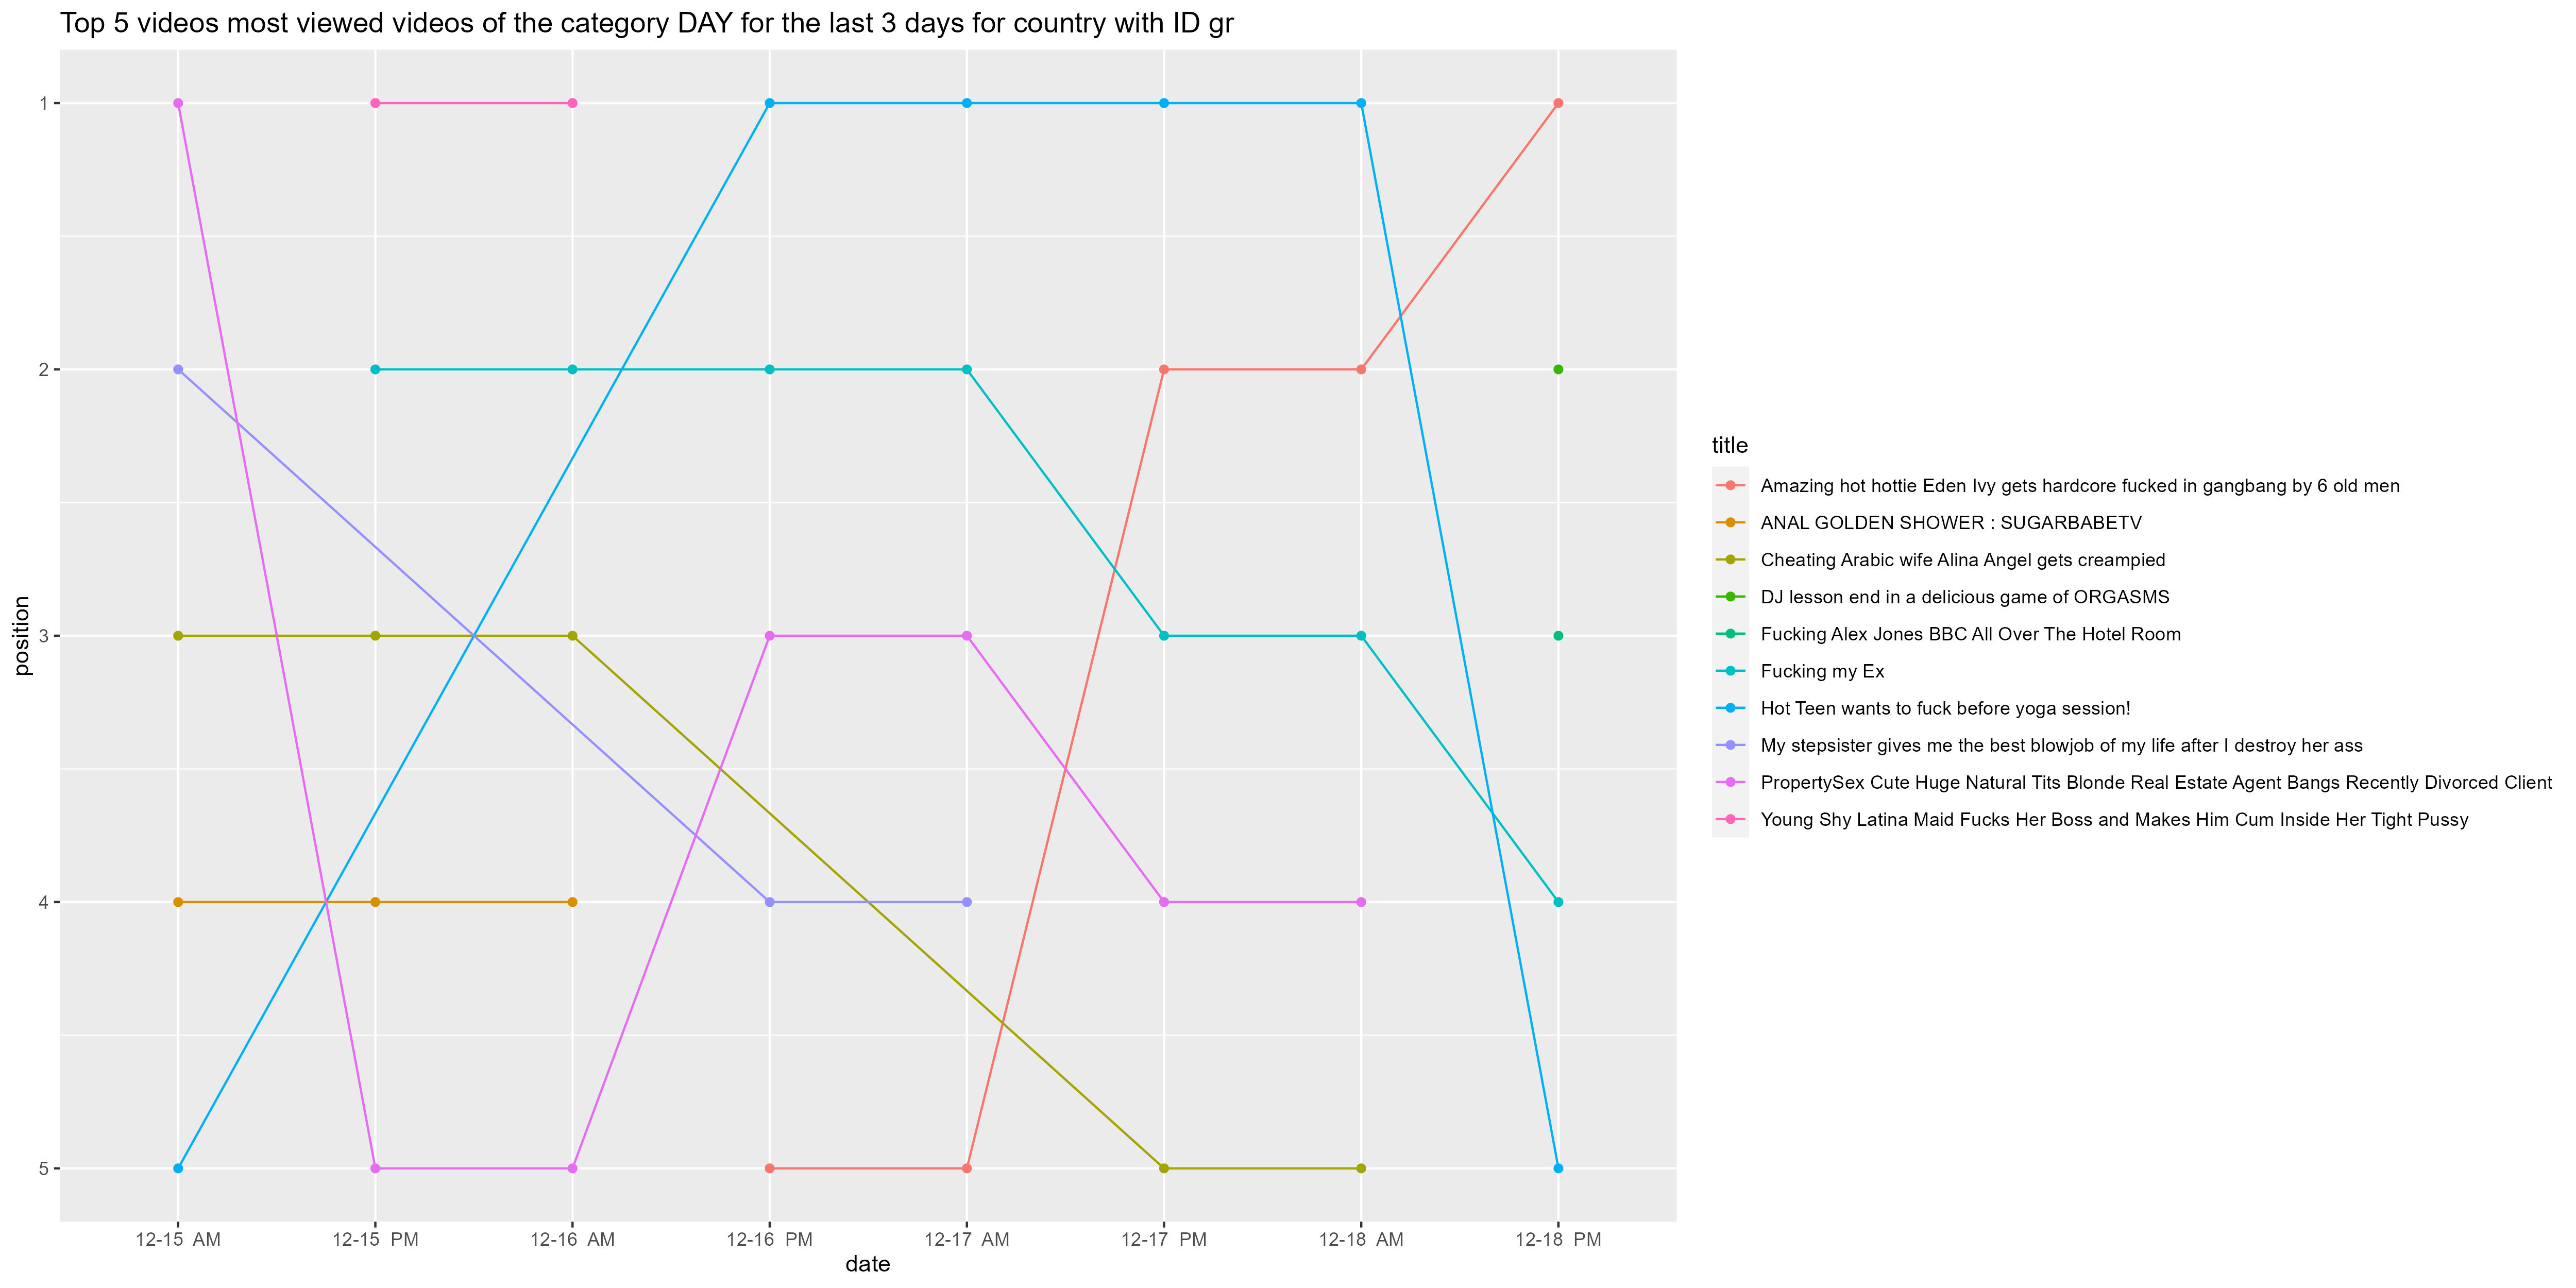 Top 5 videos most viewed videos of the category DAY for the last 3 days for country with ID gr
position
1
2
3
4
5
12-15 AM
12-15 PM
12-16 AM
12-16 PM
12-17 AM
12-17 PM
12-18 AM
12-18 PM
date
title
Amazing hot hottie Eden Ivy gets hardcore fucked in gangbang by 6 old men
ANAL GOLDEN SHOWER : SUGARBABETV
Cheating Arabic wife Alina Angel gets creampied
DJ lesson end in a delicious game of ORGASMS
Fucking Alex Jones BBC All Over The Hotel Room
Fucking my Ex
Hot Teen wants to fuck before yoga session!
My stepsister gives me the best blowjob of my life after I destroy her ass
PropertySex Cute Huge Natural Tits Blonde Real Estate Agent Bangs Recently Divorced Client
Young Shy Latina Maid Fucks Her Boss and Makes Him Cum Inside Her Tight Pussy